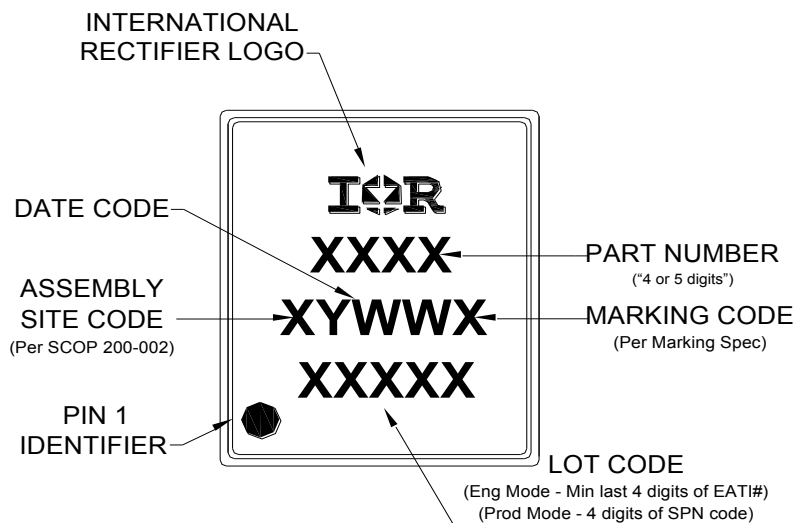 INTERNATIONAL
RECTIFIER LOGO
IOR
DATE CODE
XXXX
PART NUMBER
(“4 or 5 digits”)
ASSEMBLY
SITE CODE
(Per SCOP 200-002)
XYWWX
MARKING CODE
(Per Marking Spec)
XXXXX
PIN 1
IDENTIFIER
LOT CODE
(Eng Mode - Min last 4 digits of EATI#)
(Prod Mode - 4 digits of SPN code)